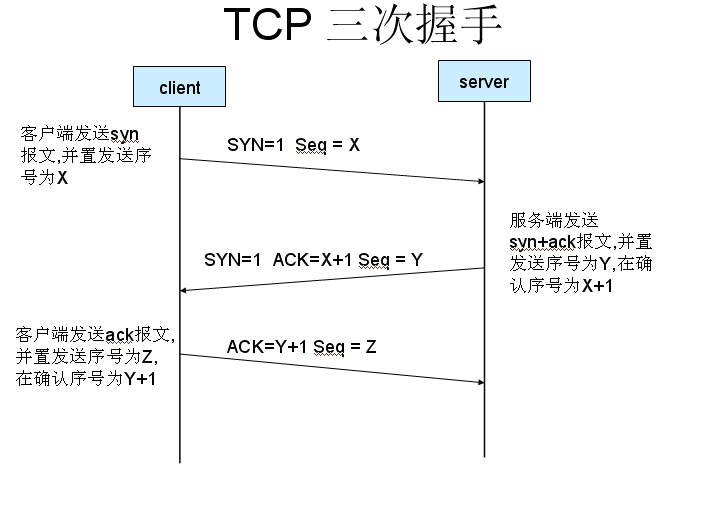 TCP 三次握手
client
server
客户端发送syn
报文,并置发送序
号为X
SYN=1 Seq = X
服务端发送
syn+ack报文,并置
发送序号为Y,在确
认序号为X+1
SYN=1 ACK=X+1 Seq = Y
客户端发送ack报文,
并置发送序号为Z,
在确认序号为Y+1
ACK=Y+1 Seq = Z